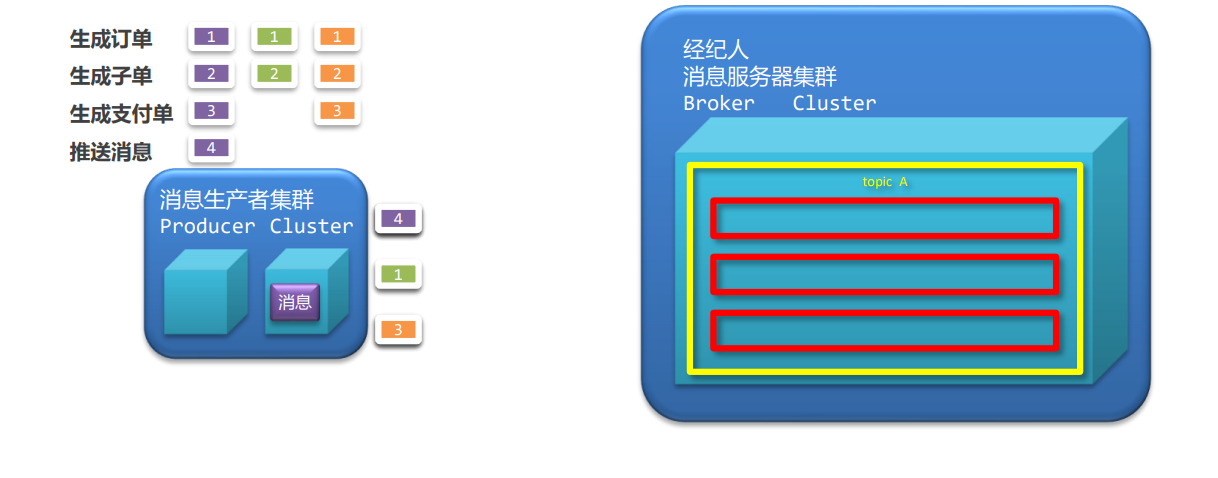 生成订单 1 1 1
生成子单 2 2 2
生成支付单 3 3
推送消息 4
消息生产者集群
Producer Cluster
消息
4
1
3
经纪人
消息服务器集群
Broker Cluster
topic A